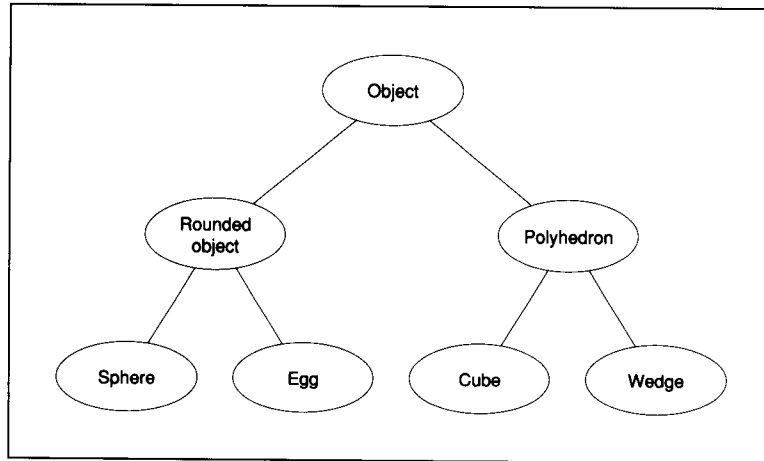 Object
Rounded
object
Polyhedron
Sphere
Egg
Cube
Wedge